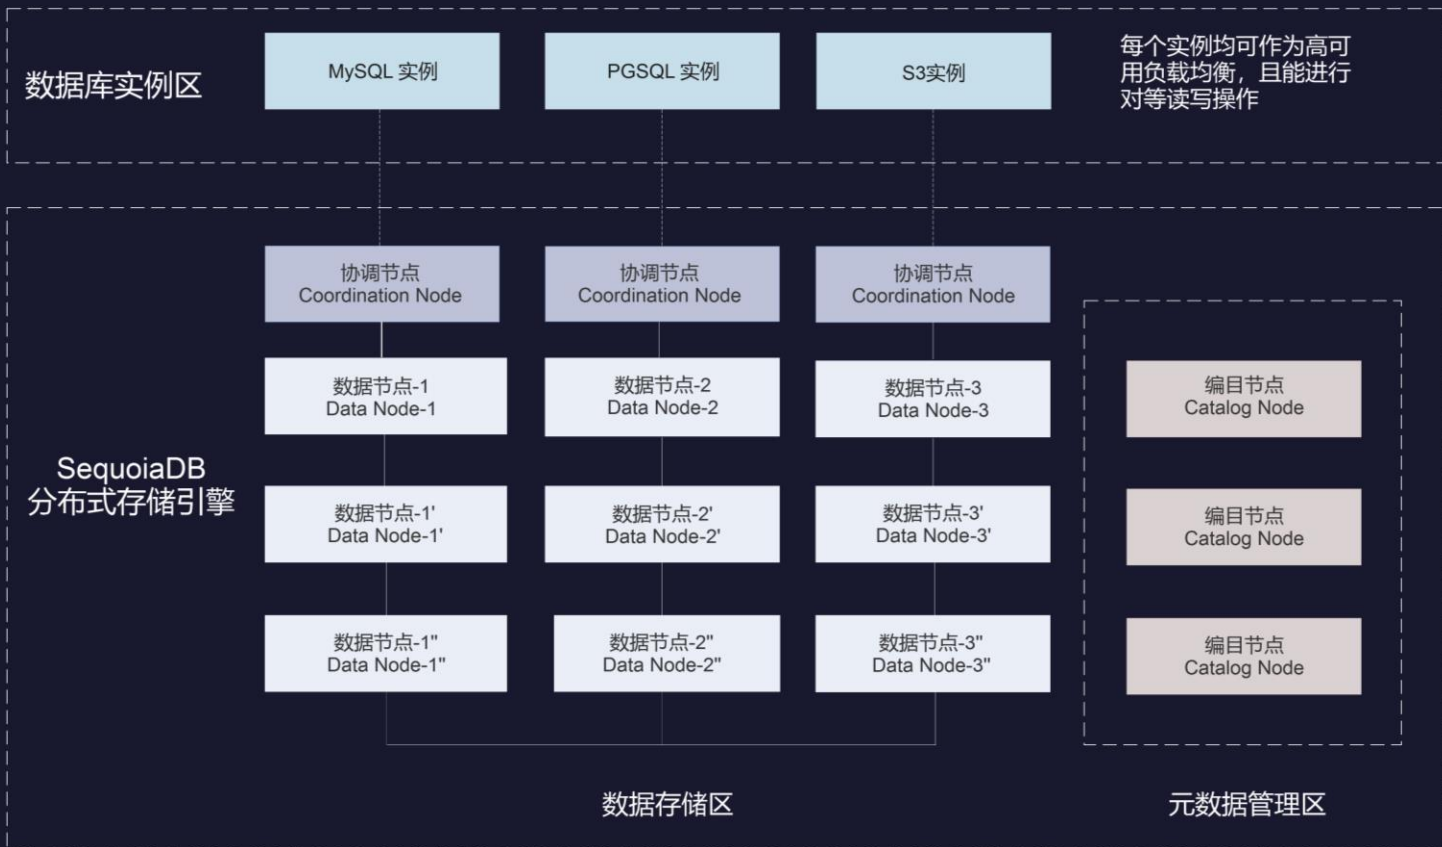 数据库实例区
MySQL 实例
PGSQL 实例
S3实例
每个实例均可作为高可
用负载均衡，且能进行
对等读写操作
协调节点
Coordination Node
协调节点
Coordination Node
协调节点
Coordination Node
数据节点-1
Data Node-1
数据节点-2
Data Node-2
数据节点-3
Data Node-3
编目节点
Catalog Node
SequoiaDB
分布式存储引擎
数据节点-1'
Data Node-1'
数据节点-2'
Data Node-2'
数据节点-3'
Data Node-3'
编目节点
Catalog Node
数据节点-1"
Data Node-1"
数据节点-2"
Data Node-2"
数据节点-3"
Data Node-3"
编目节点
Catalog Node
数据存储区
元数据管理区